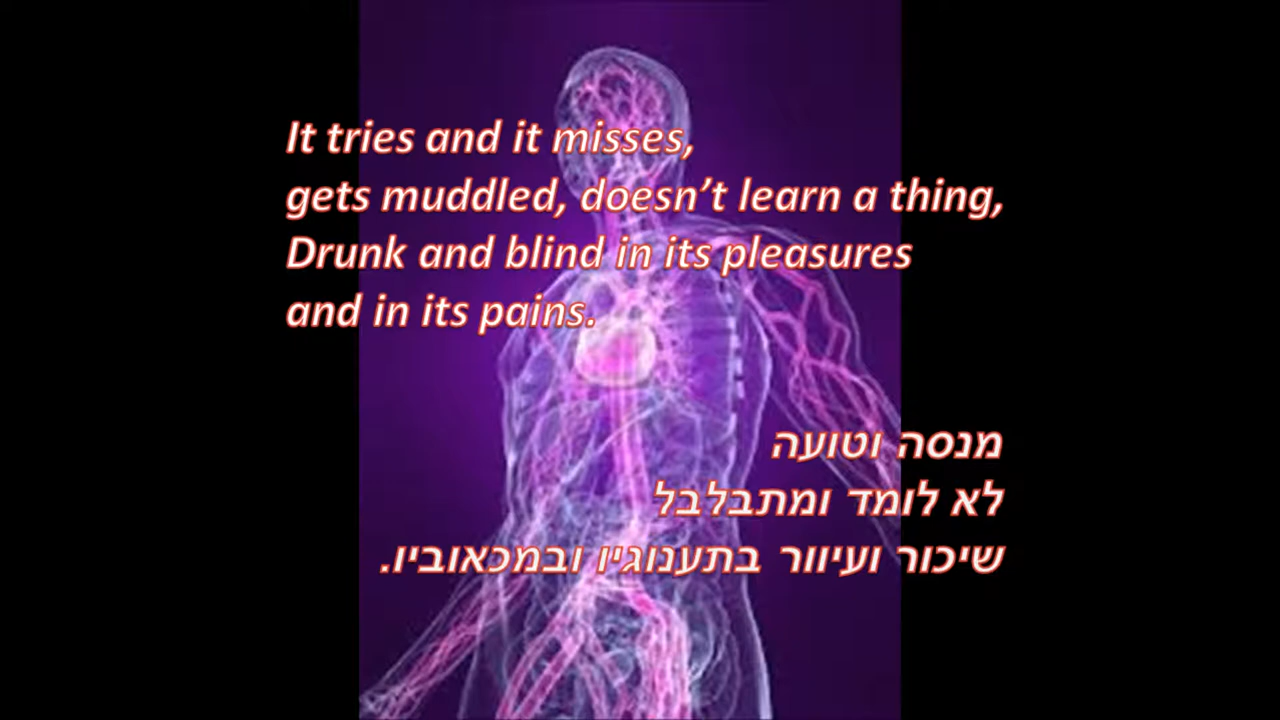 It tries and it misses,
gets muddled, doesn’t learn a thing,
Drunk and blind in its pleasures
and in its pains.
מנסה וטועה
לא לומד ומתבלבל
שיכור ועיוור בתענוגיו ובמכאוביו.